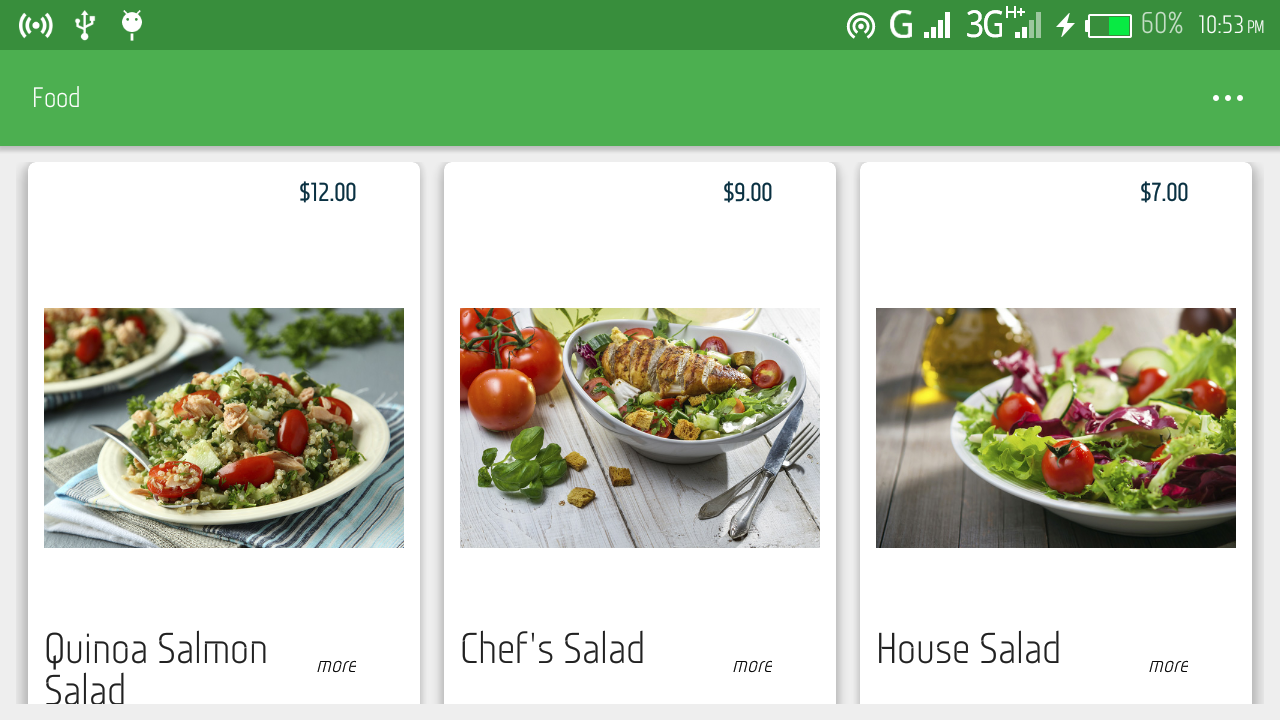 G 3G H+ 60% 10:53 PM
Food
$12.00 $9.00 $7.00
Quinoa Salmon Salad more
Chef's Salad more
House Salad more